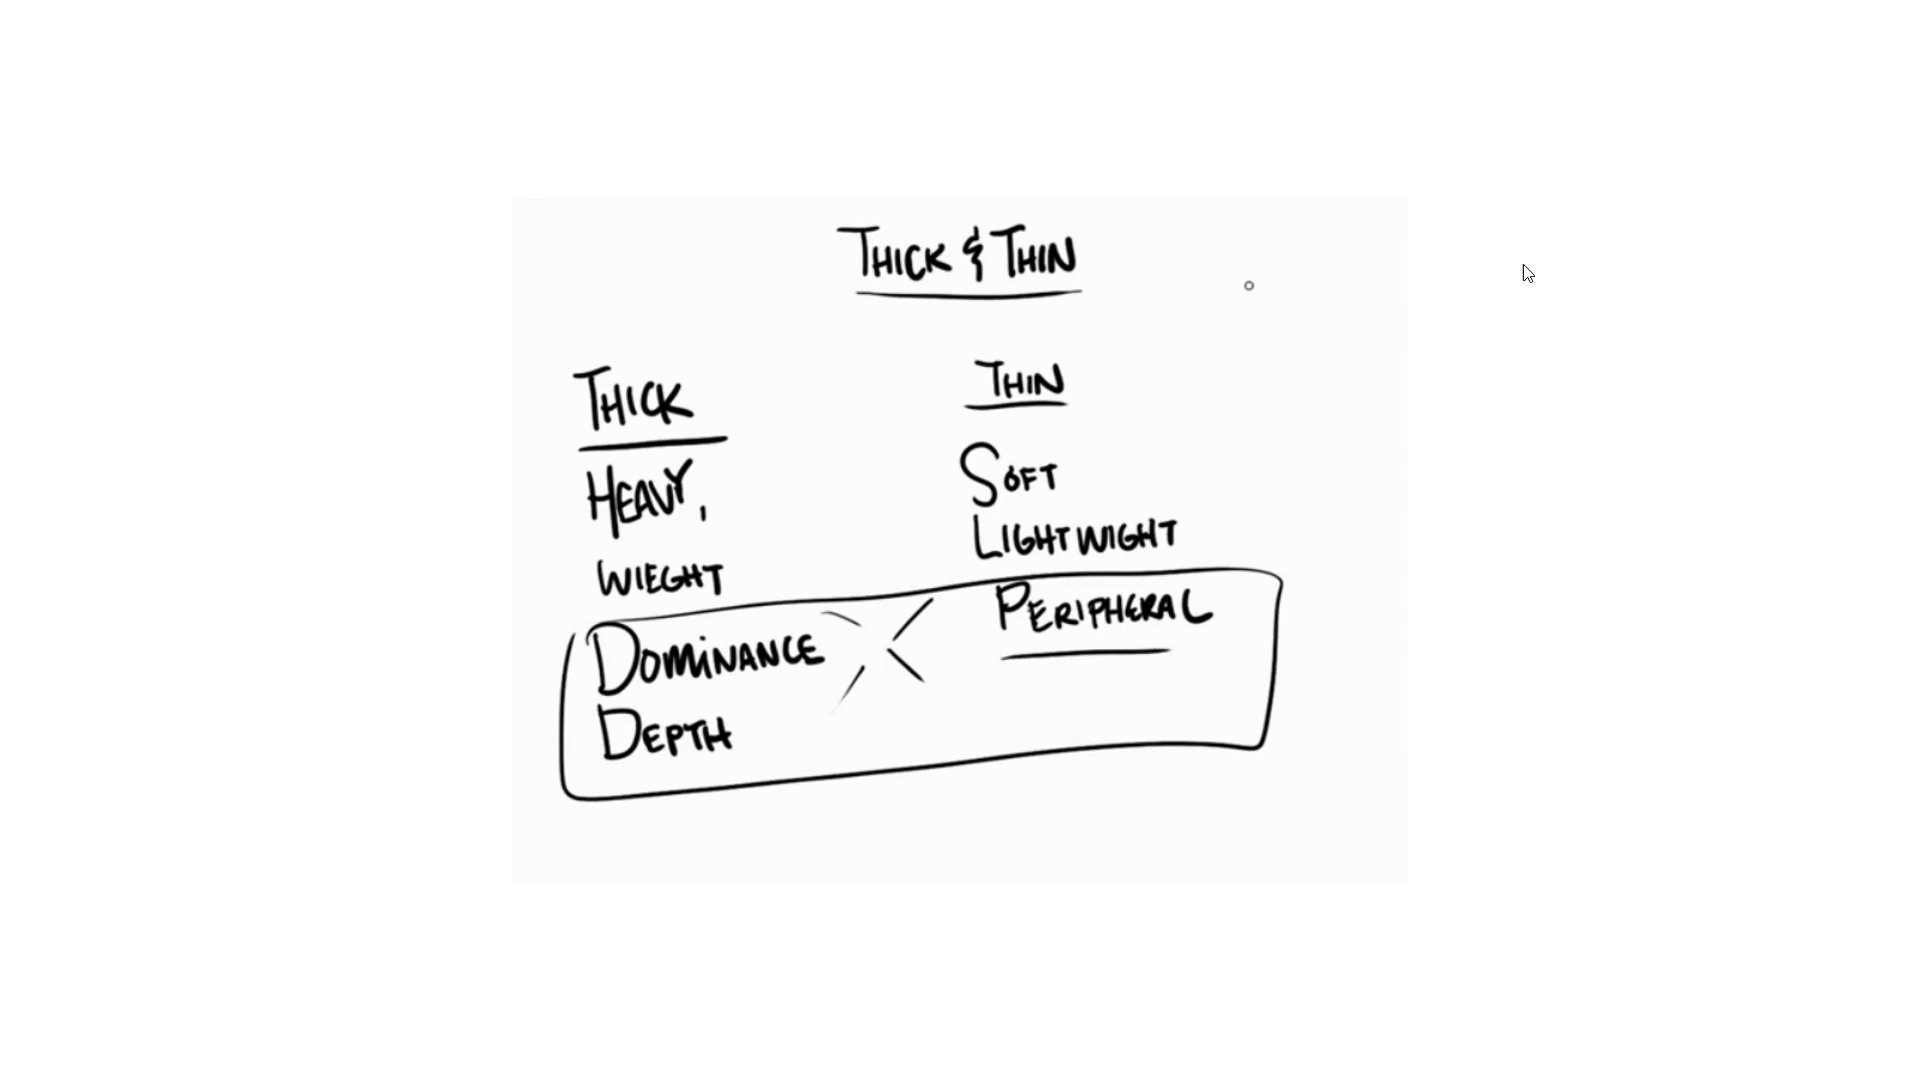 THICK & THIN
THICK
HEAVY,
WIEGHT
DOMINANCE
DEPTH
THIN
SOFT
LIGHTWIGHT
PERIPHERAL